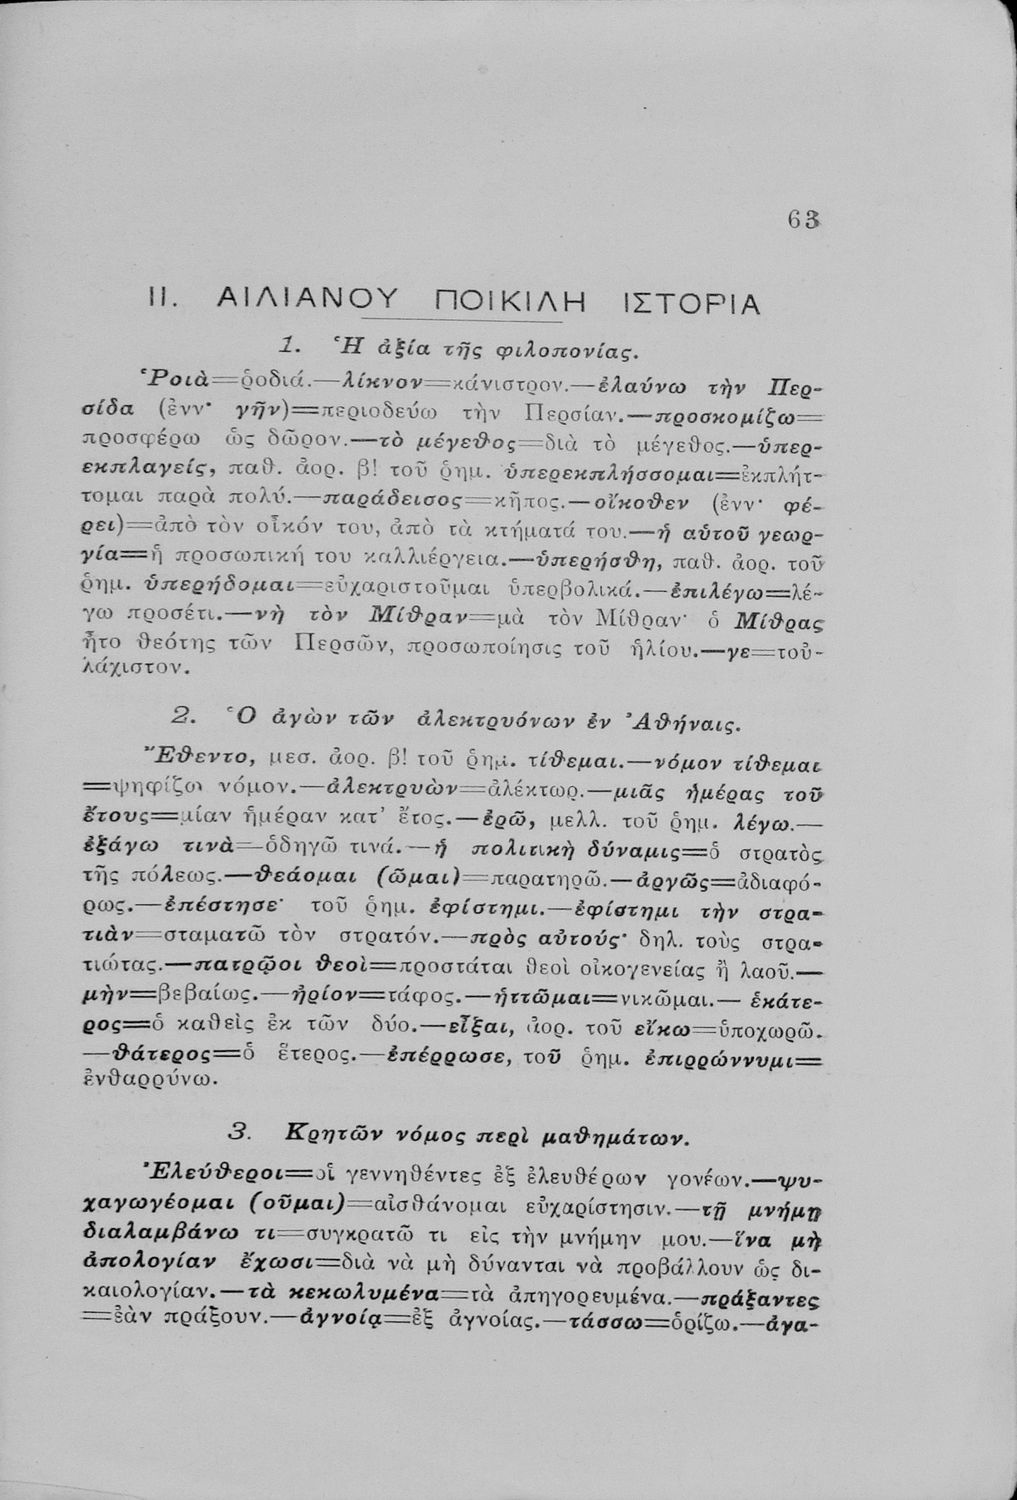 63
II. ΑΙΛΙΑΝΟΥ ΠΟΙΚΙΛΗ ΙΣΤΟΡΙΑ
1. Ἡ ἀξία τῆς φιλοπονίας.
Ῥοιὰ=ῥοδιά.—λίκνον=κάνιστρον.—ἐλαύνω τὴν Περ-
σίδα (ἐνν· γῆν)=περιοδεύω τὴν Περσίαν.—προσκομίζω=
προσφέρω ὡς δῶρον.—τὸ μέγεθος=διὰ τὸ μέγεθος.—ὑπερ-
εκπλαγείς, παθ. ἀορ. β! τοῦ ῥημ. ὑπερεκπλήσσομαι=ἐκπλήτ-
τομαι παρὰ πολύ.—παράδεισος=κῆπος.—οἴκοθεν (ἐνν· φέ-
ρει)=ἀπὸ τὸν οἶκόν του, ἀπὸ τὰ κτήματά του.—ἡ αὑτοῦ γεωρ-
γία=ἡ προσωπική του καλλιέργεια.—ὑπερήσθη, παθ. ἀορ. τοῦ
ῥημ. ὑπερήδομαι=εὐχαριστοῦμαι ὑπερβολικά.—ἐπιλέγω=λέ-
γω προσέτι.—νὴ τὸν Μίθραν=μὰ τὸν Μίθραν· ὁ Μίθρας
ἦτο θεότης τῶν Περσῶν, προσωποίησις τοῦ ἡλίου.—γε=τοὐ-
λάχιστον.
2. Ὁ ἀγὼν τῶν ἀλεκτρυόνων ἐν Ἀθήναις.
Ἔθεντο, μεσ. ἀορ. β! τοῦ ῥημ. τίθεμαι.—νόμον τίθεμαι
=ψηφίζω νόμον.—ἀλεκτρυὼν=ἀλέκτωρ.—μιᾶς ἡμέρας τοῦ
ἔτους=μίαν ἡμέραν κατ' ἔτος.—ἐρῶ, μελλ. τοῦ ῥημ. λέγω.—
ἐξάγω τινὰ=ὁδηγῶ τινά.—ἡ πολιτικὴ δύναμις=ὁ στρατὸς
τῆς πόλεως.—θεάομαι (ῶμαι)=παρατηρῶ.—ἀργῶς=ἀδιαφό-
ρως.—ἐπέστησε· τοῦ ῥημ. ἐφίστημι.—ἐφίστημι τὴν στρα-
τιὰν=σταματῶ τὸν στρατόν.—πρὸς αὐτούς· δηλ. τοὺς στρα-
τιώτας.—πατρῷοι θεοὶ=προστάται θεοὶ οἰκογενείας ἢ λαοῦ.—
μὴν=βεβαίως.—ἠρίον=τάφος.—ἡττῶμαι=νικῶμαι.— ἑκάτε-
ρος=ὁ καθεὶς ἐκ τῶν δύο.—εἶξαι, ἀορ. τοῦ εἴκω=ὑποχωρῶ.
—θάτερος=ὁ ἕτερος.—ἐπέρρωσε, τοῦ ῥημ. ἐπιρρώννυμι=
ἐνθαρρύνω.
3. Κρητῶν νόμος περὶ μαθημάτων.
Ἐλεύθεροι=οἱ γεννηθέντες ἐξ ἐλευθέρων γονέων.—ψυ-
χαγωγέομαι (οῦμαι)=αἰσθάνομαι εὐχαρίστησιν.—τῇ μνήμῃ
διαλαμβάνω τι=συγκρατῶ τι εἰς τὴν μνήμην μου.—ἵνα μὴ
ἀπολογίαν ἔχωσι=διὰ νὰ μὴ δύνανται νὰ προβάλλουν ὡς δι-
καιολογίαν.—τὰ κεκωλυμένα=τὰ ἀπηγορευμένα.—πράξαντες
=ἐὰν πράξουν.—ἀγνοίᾳ=ἐξ ἀγνοίας.—τάσσω=ὁρίζω.—ἀγα-